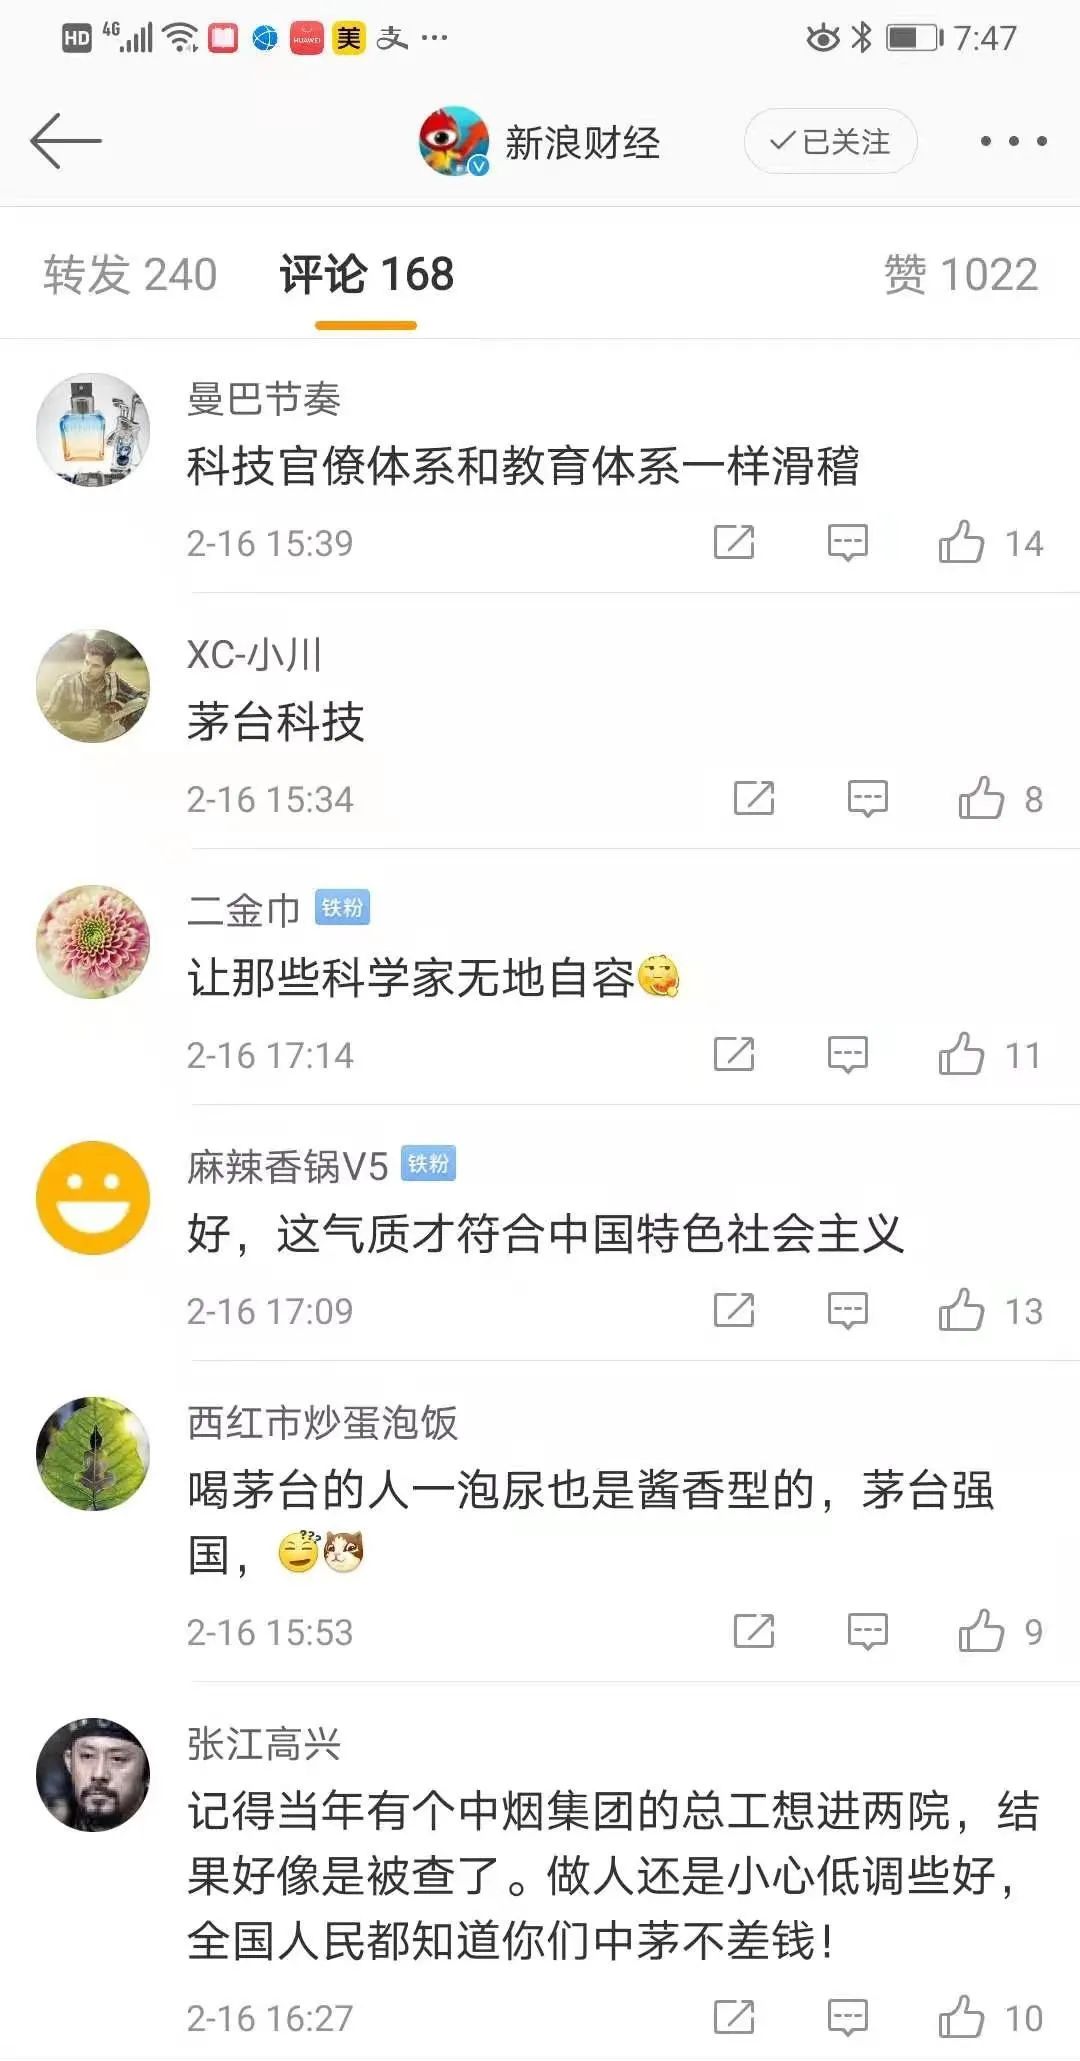 HD 4G HUAWEI 美 支 ... 7:47
新浪财经 已关注
转发 240 评论 168 赞 1022
曼巴节奏
科技官僚体系和教育体系一样滑稽
2-16 15:39 14
XC-小川
茅台科技
2-16 15:34 8
二金巾 铁粉
让那些科学家无地自容
2-16 17:14 11
麻辣香锅V5 铁粉
好，这气质才符合中国特色社会主义
2-16 17:09 13
西红市炒蛋泡饭
喝茅台的人一泡尿也是酱香型的，茅台强
国，
2-16 15:53 9
张江高兴
记得当年有个中烟集团的总工想进两院，结
果好像是被查了。做人还是小心低调些好，
全国人民都知道你们中茅不差钱！
2-16 16:27 10